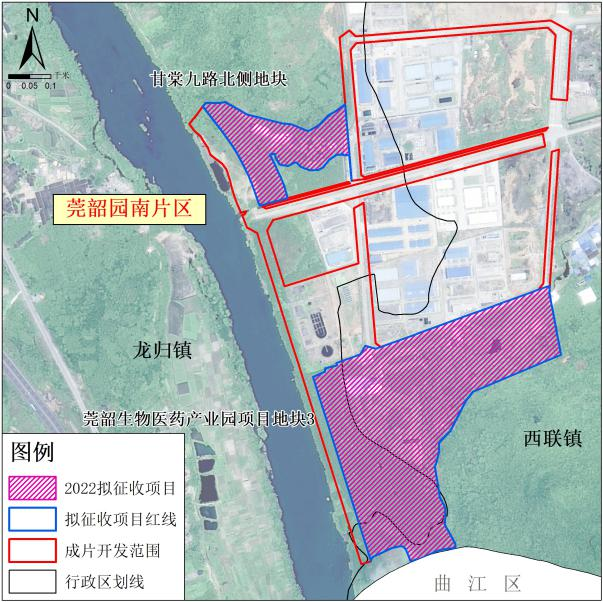 N
千米
0 0.05 0.1
甘棠九路北侧地块
莞韶园南片区
龙归镇
莞韶生物医药产业园项目地块3
西联镇
图例
2022拟征收项目
拟征收项目红线
成片开发范围
行政区划线
曲江区